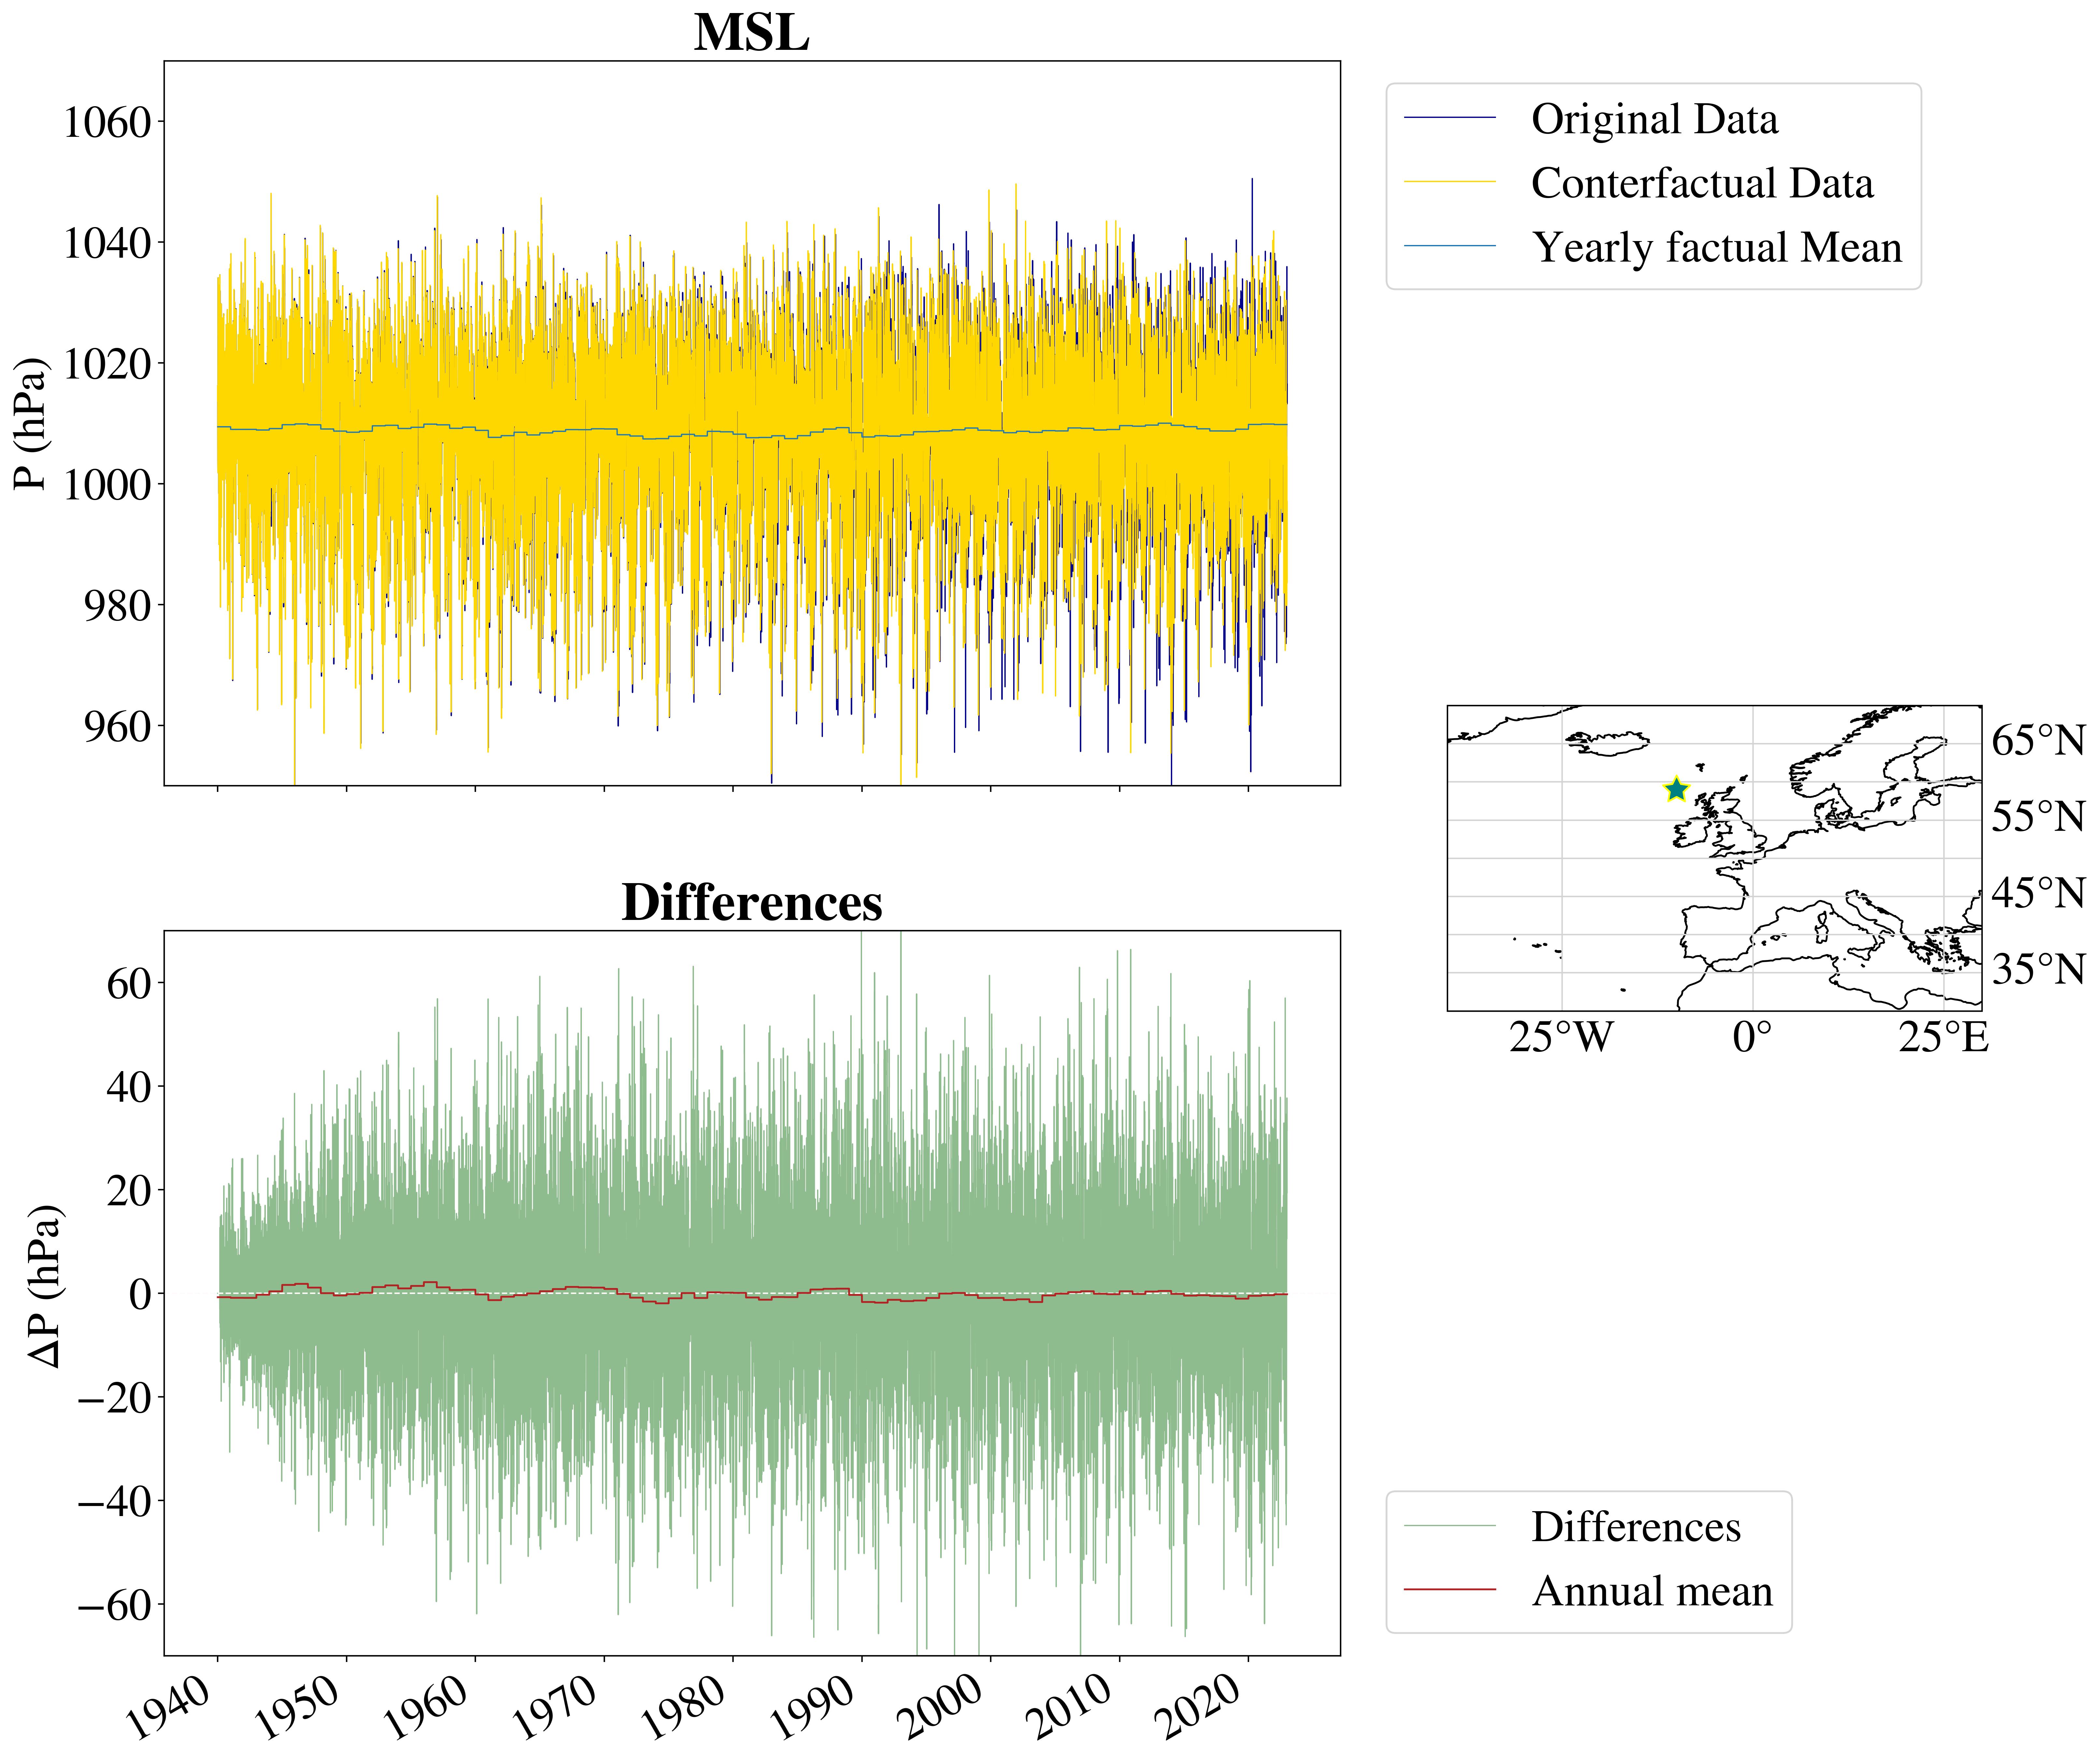 MSL
1060
1040
1020
1000
980
960
P (hPa)
Original Data
Conterfactual Data
Yearly factual Mean
65°N
55°N
45°N
35°N
25°W 0° 25°E
Differences
60
40
20
0
−20
−40
−60
ΔP (hPa)
1940 1950 1960 1970 1980 1990 2000 2010 2020
Differences
Annual mean